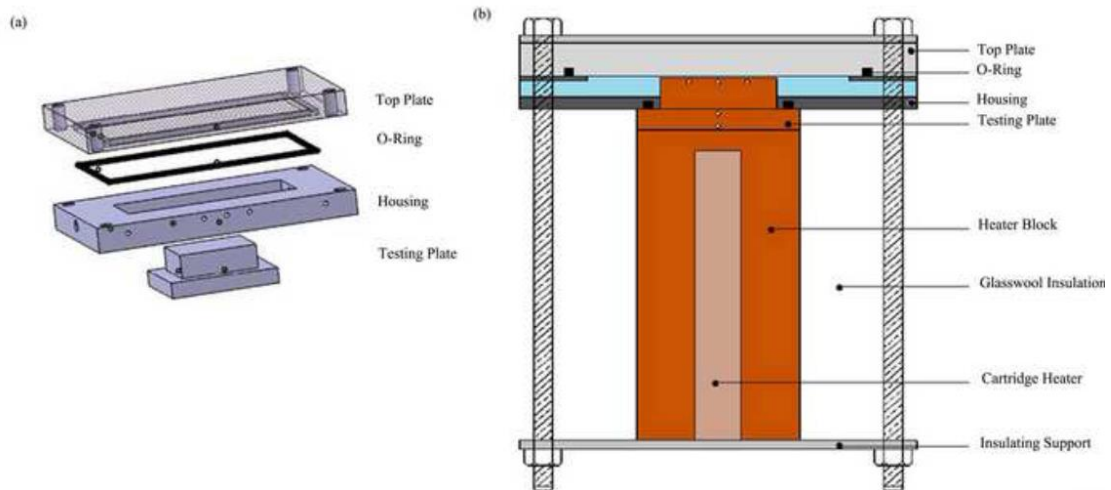 (a)
Top Plate
O-Ring
Housing
Testing Plate
(b)
Top Plate
O-Ring
Housing
Testing Plate
Heater Block
Glasswool Insulation
Cartridge Heater
Insulating Support